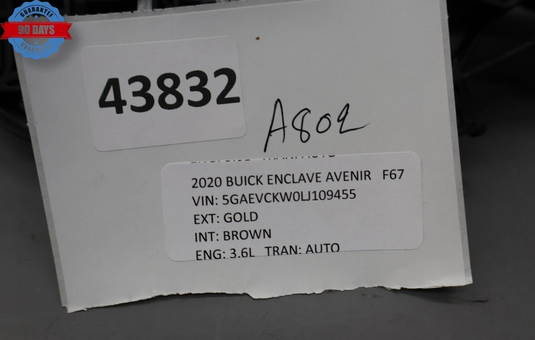 GUARANTEE
90 DAYS
43832
A802
2020 BUICK ENCLAVE AVENIR F67
VIN: 5GAEVCKW0LJ109455
EXT: GOLD
INT: BROWN
ENG: 3.6L TRAN: AUTO